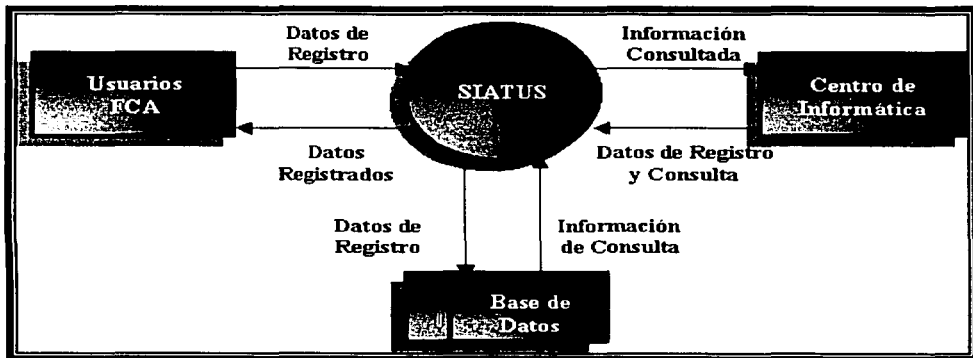 Datos de
Registro
Información
Consultada
Usuarios
FCA
SIATUS
Centro de
Informática
Datos
Registrados
Datos de Registro
y Consulta
Datos de
Registro
Información
de Consulta
Base de
Datos